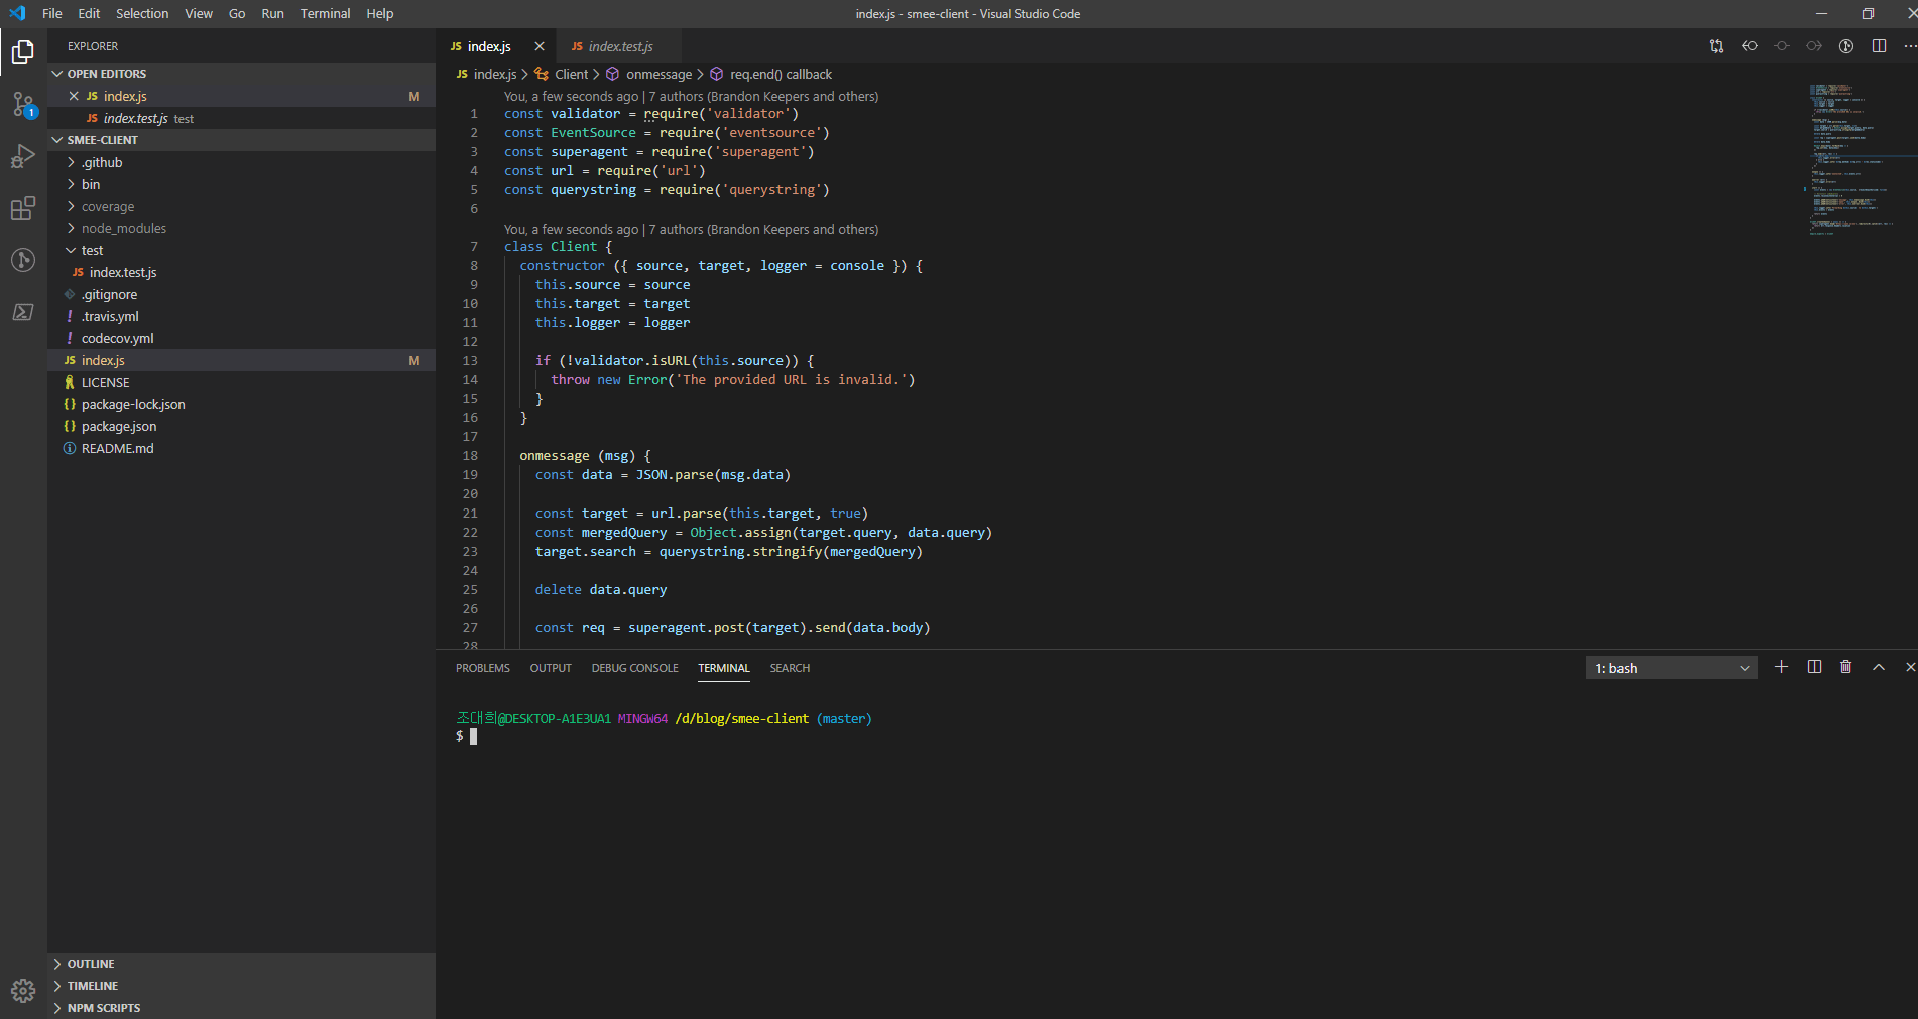 File Edit Selection View Go Run Terminal Help
index.js - smee-client - Visual Studio Code
EXPLORER
OPEN EDITORS
JS index.js M
JS index.test.js test
SMEE-CLIENT
.github
bin
coverage
node_modules
test
JS index.test.js
.gitignore
! .travis.yml
! codecov.yml
JS index.js M
LICENSE
{} package-lock.json
{} package.json
README.md
OUTLINE
TIMELINE
NPM SCRIPTS
1
JS index.js
JS index.test.js
JS index.js > Client > onmessage > req.end() callback
You, a few seconds ago | 7 authors (Brandon Keepers and others)
1 const validator = require('validator')
2 const EventSource = require('eventsource')
3 const superagent = require('superagent')
4 const url = require('url')
5 const querystring = require('querystring')
6
You, a few seconds ago | 7 authors (Brandon Keepers and others)
7 class Client {
8 constructor ({ source, target, logger = console }) {
9 this.source = source
10 this.target = target
11 this.logger = logger
12
13 if (!validator.isURL(this.source)) {
14 throw new Error('The provided URL is invalid.')
15 }
16 }
17
18 onmessage (msg) {
19 const data = JSON.parse(msg.data)
20
21 const target = url.parse(this.target, true)
22 const mergedQuery = Object.assign(target.query, data.query)
23 target.search = querystring.stringify(mergedQuery)
24
25 delete data.query
26
27 const req = superagent.post(target).send(data.body)
28
PROBLEMS OUTPUT DEBUG CONSOLE TERMINAL SEARCH
1: bash
조대희@DESKTOP-A1E3UA1 MINGW64 /d/blog/smee-client (master)
$